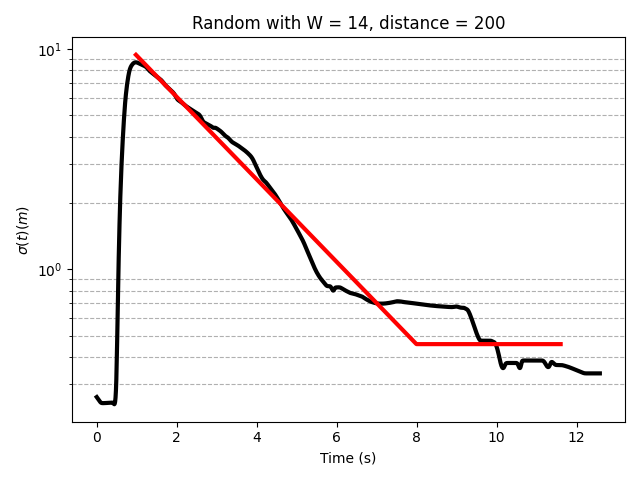 Random with W = 14, distance = 200
10¹
10⁰
σ(t)(m)
0 2 4 6 8 10 12
Time (s)